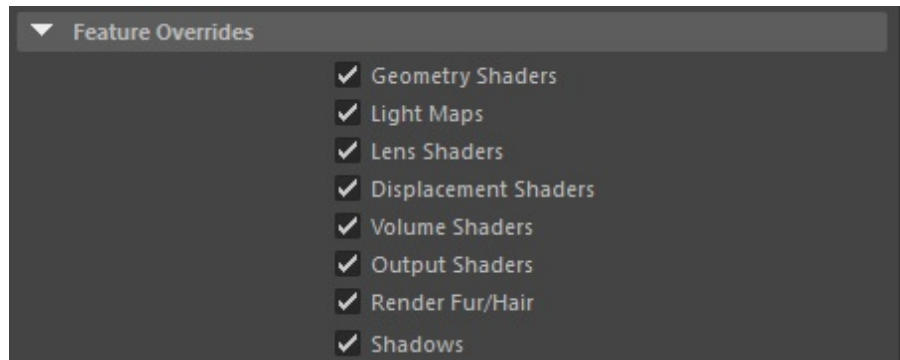 Feature Overrides
Geometry Shaders
Light Maps
Lens Shaders
Displacement Shaders
Volume Shaders
Output Shaders
Render Fur/Hair
Shadows